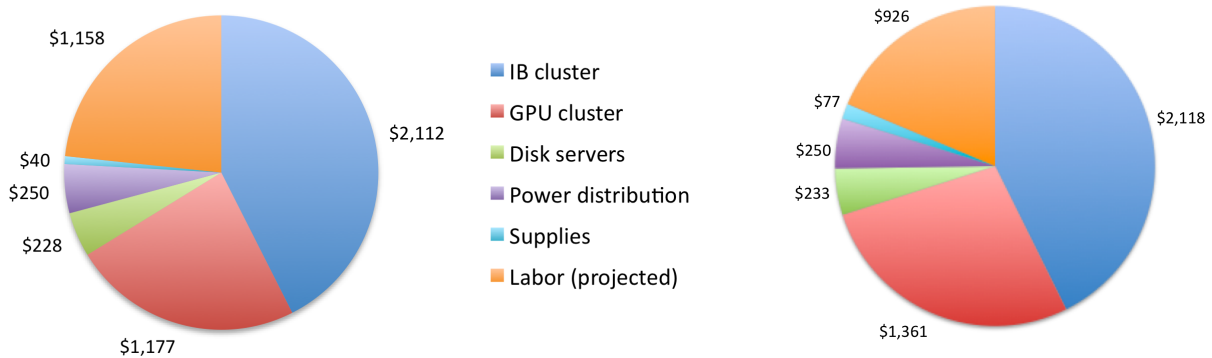 $1,158
$40
$250
$228
$1,177
$2,112
IB cluster
GPU cluster
Disk servers
Power distribution
Supplies
Labor (projected)
$926
$77
$250
$233
$1,361
$2,118